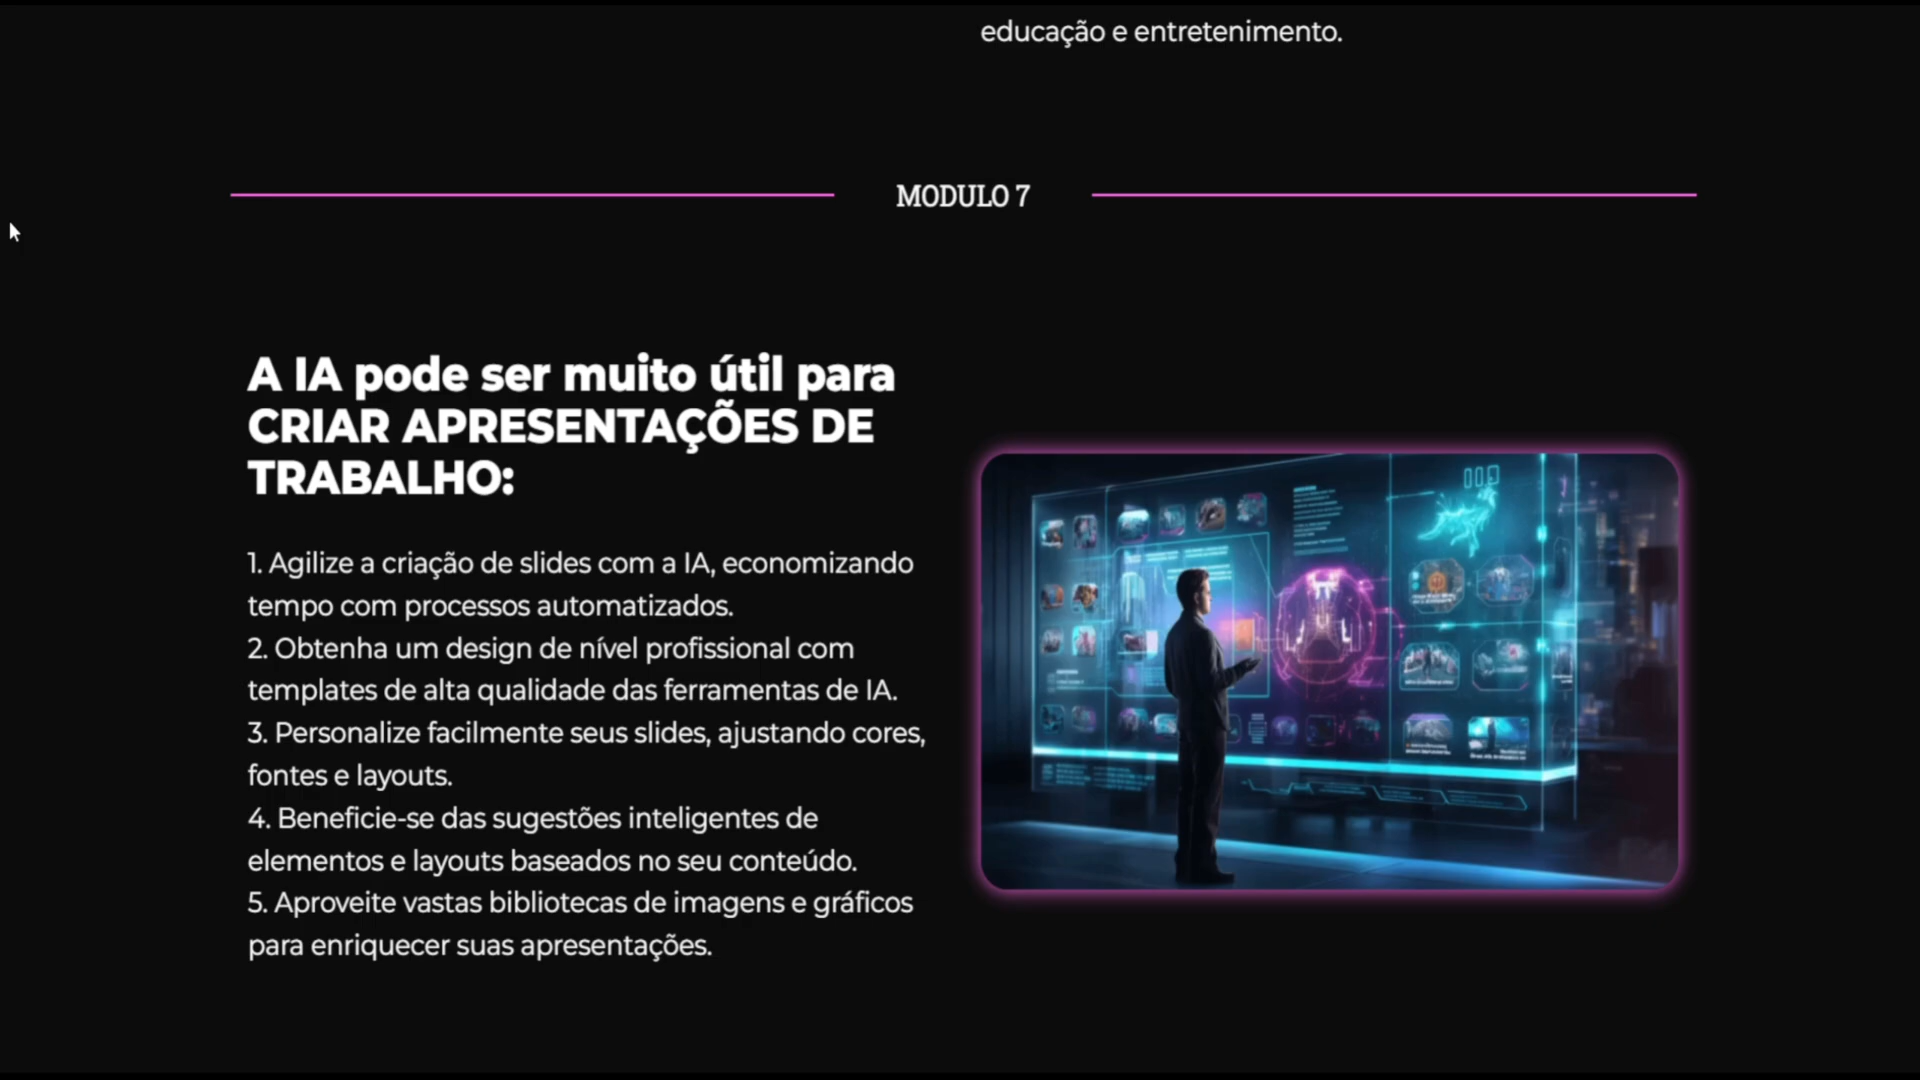 educação e entretenimento.
MODULO 7
A IA pode ser muito útil para
CRIAR APRESENTAÇÕES DE
TRABALHO:
1. Agilize a criação de slides com a IA, economizando
tempo com processos automatizados.
2. Obtenha um design de nível profissional com
templates de alta qualidade das ferramentas de IA.
3. Personalize facilmente seus slides, ajustando cores,
fontes e layouts.
4. Beneficie-se das sugestões inteligentes de
elementos e layouts baseados no seu conteúdo.
5. Aproveite vastas bibliotecas de imagens e gráficos
para enriquecer suas apresentações.